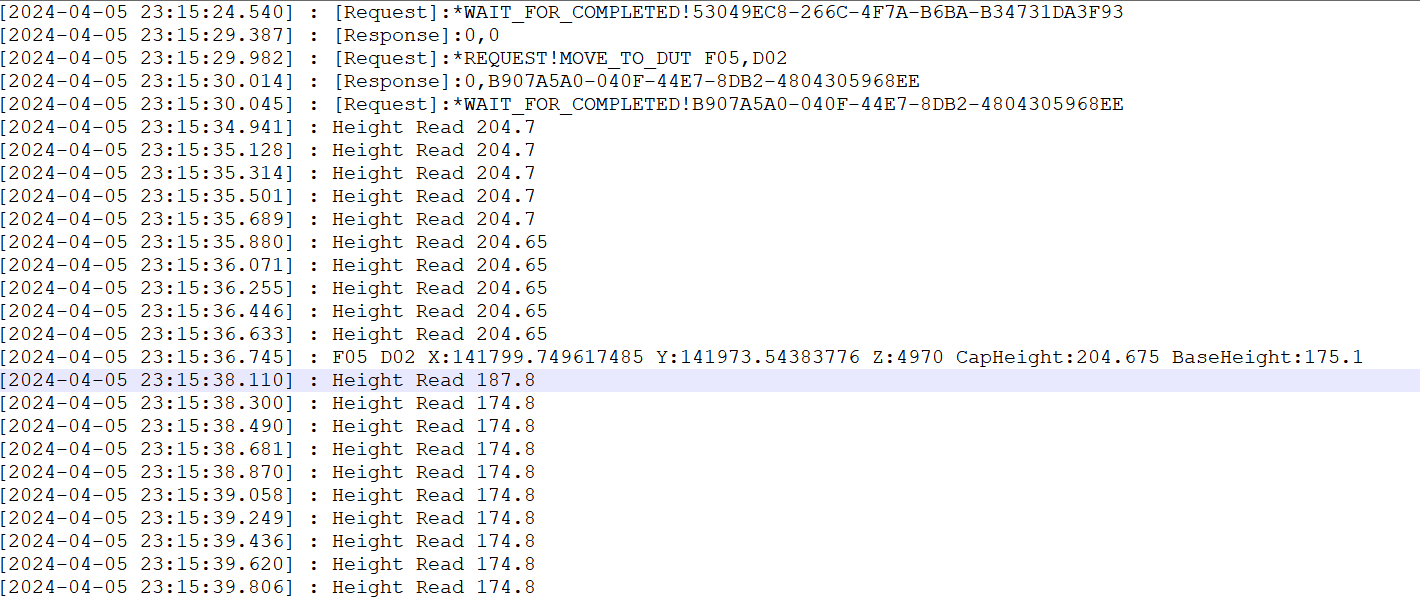 [2024-04-05 23:15:24.540] : [Request]:*WAIT_FOR_COMPLETED!53049EC8-266C-4F7A-B6BA-B34731DA3F93
[2024-04-05 23:15:29.387] : [Response]:0,0
[2024-04-05 23:15:29.982] : [Request]:*REQUEST!MOVE_TO_DUT F05,D02
[2024-04-05 23:15:30.014] : [Response]:0,B907A5A0-040F-44E7-8DB2-4804305968EE
[2024-04-05 23:15:30.045] : [Request]:*WAIT_FOR_COMPLETED!B907A5A0-040F-44E7-8DB2-4804305968EE
[2024-04-05 23:15:34.941] : Height Read 204.7
[2024-04-05 23:15:35.128] : Height Read 204.7
[2024-04-05 23:15:35.314] : Height Read 204.7
[2024-04-05 23:15:35.501] : Height Read 204.7
[2024-04-05 23:15:35.689] : Height Read 204.7
[2024-04-05 23:15:35.880] : Height Read 204.65
[2024-04-05 23:15:36.071] : Height Read 204.65
[2024-04-05 23:15:36.255] : Height Read 204.65
[2024-04-05 23:15:36.446] : Height Read 204.65
[2024-04-05 23:15:36.633] : Height Read 204.65
[2024-04-05 23:15:36.745] : F05 D02 X:141799.749617485 Y:141973.54383776 Z:4970 CapHeight:204.675 BaseHeight:175.1
[2024-04-05 23:15:38.110] : Height Read 187.8
[2024-04-05 23:15:38.300] : Height Read 174.8
[2024-04-05 23:15:38.490] : Height Read 174.8
[2024-04-05 23:15:38.681] : Height Read 174.8
[2024-04-05 23:15:38.870] : Height Read 174.8
[2024-04-05 23:15:39.058] : Height Read 174.8
[2024-04-05 23:15:39.249] : Height Read 174.8
[2024-04-05 23:15:39.436] : Height Read 174.8
[2024-04-05 23:15:39.620] : Height Read 174.8
[2024-04-05 23:15:39.806] : Height Read 174.8